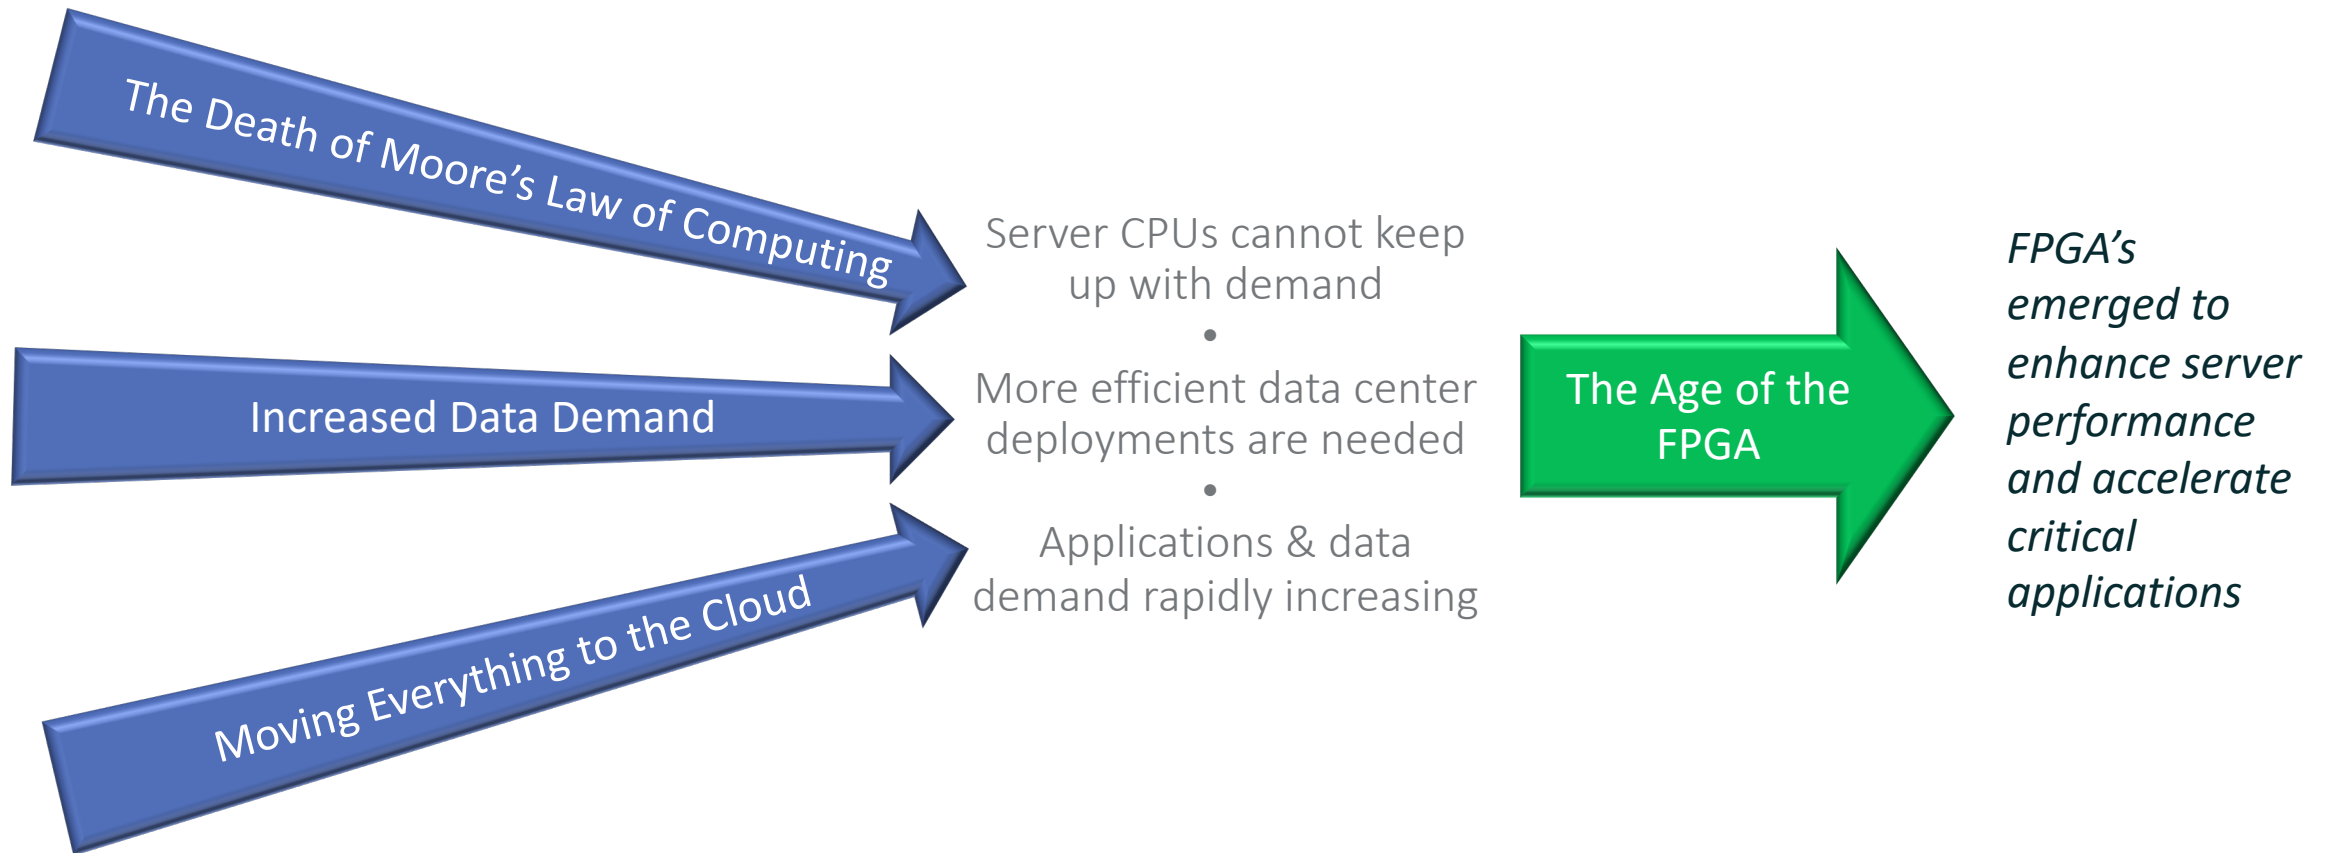 The Death of Moore’s Law of Computing
Increased Data Demand
Moving Everything to the Cloud
Server CPUs cannot keep
up with demand
•
More efficient data center
deployments are needed
•
Applications & data
demand rapidly increasing
The Age of the
FPGA
FPGA’s
emerged to
enhance server
performance
and accelerate
critical
applications